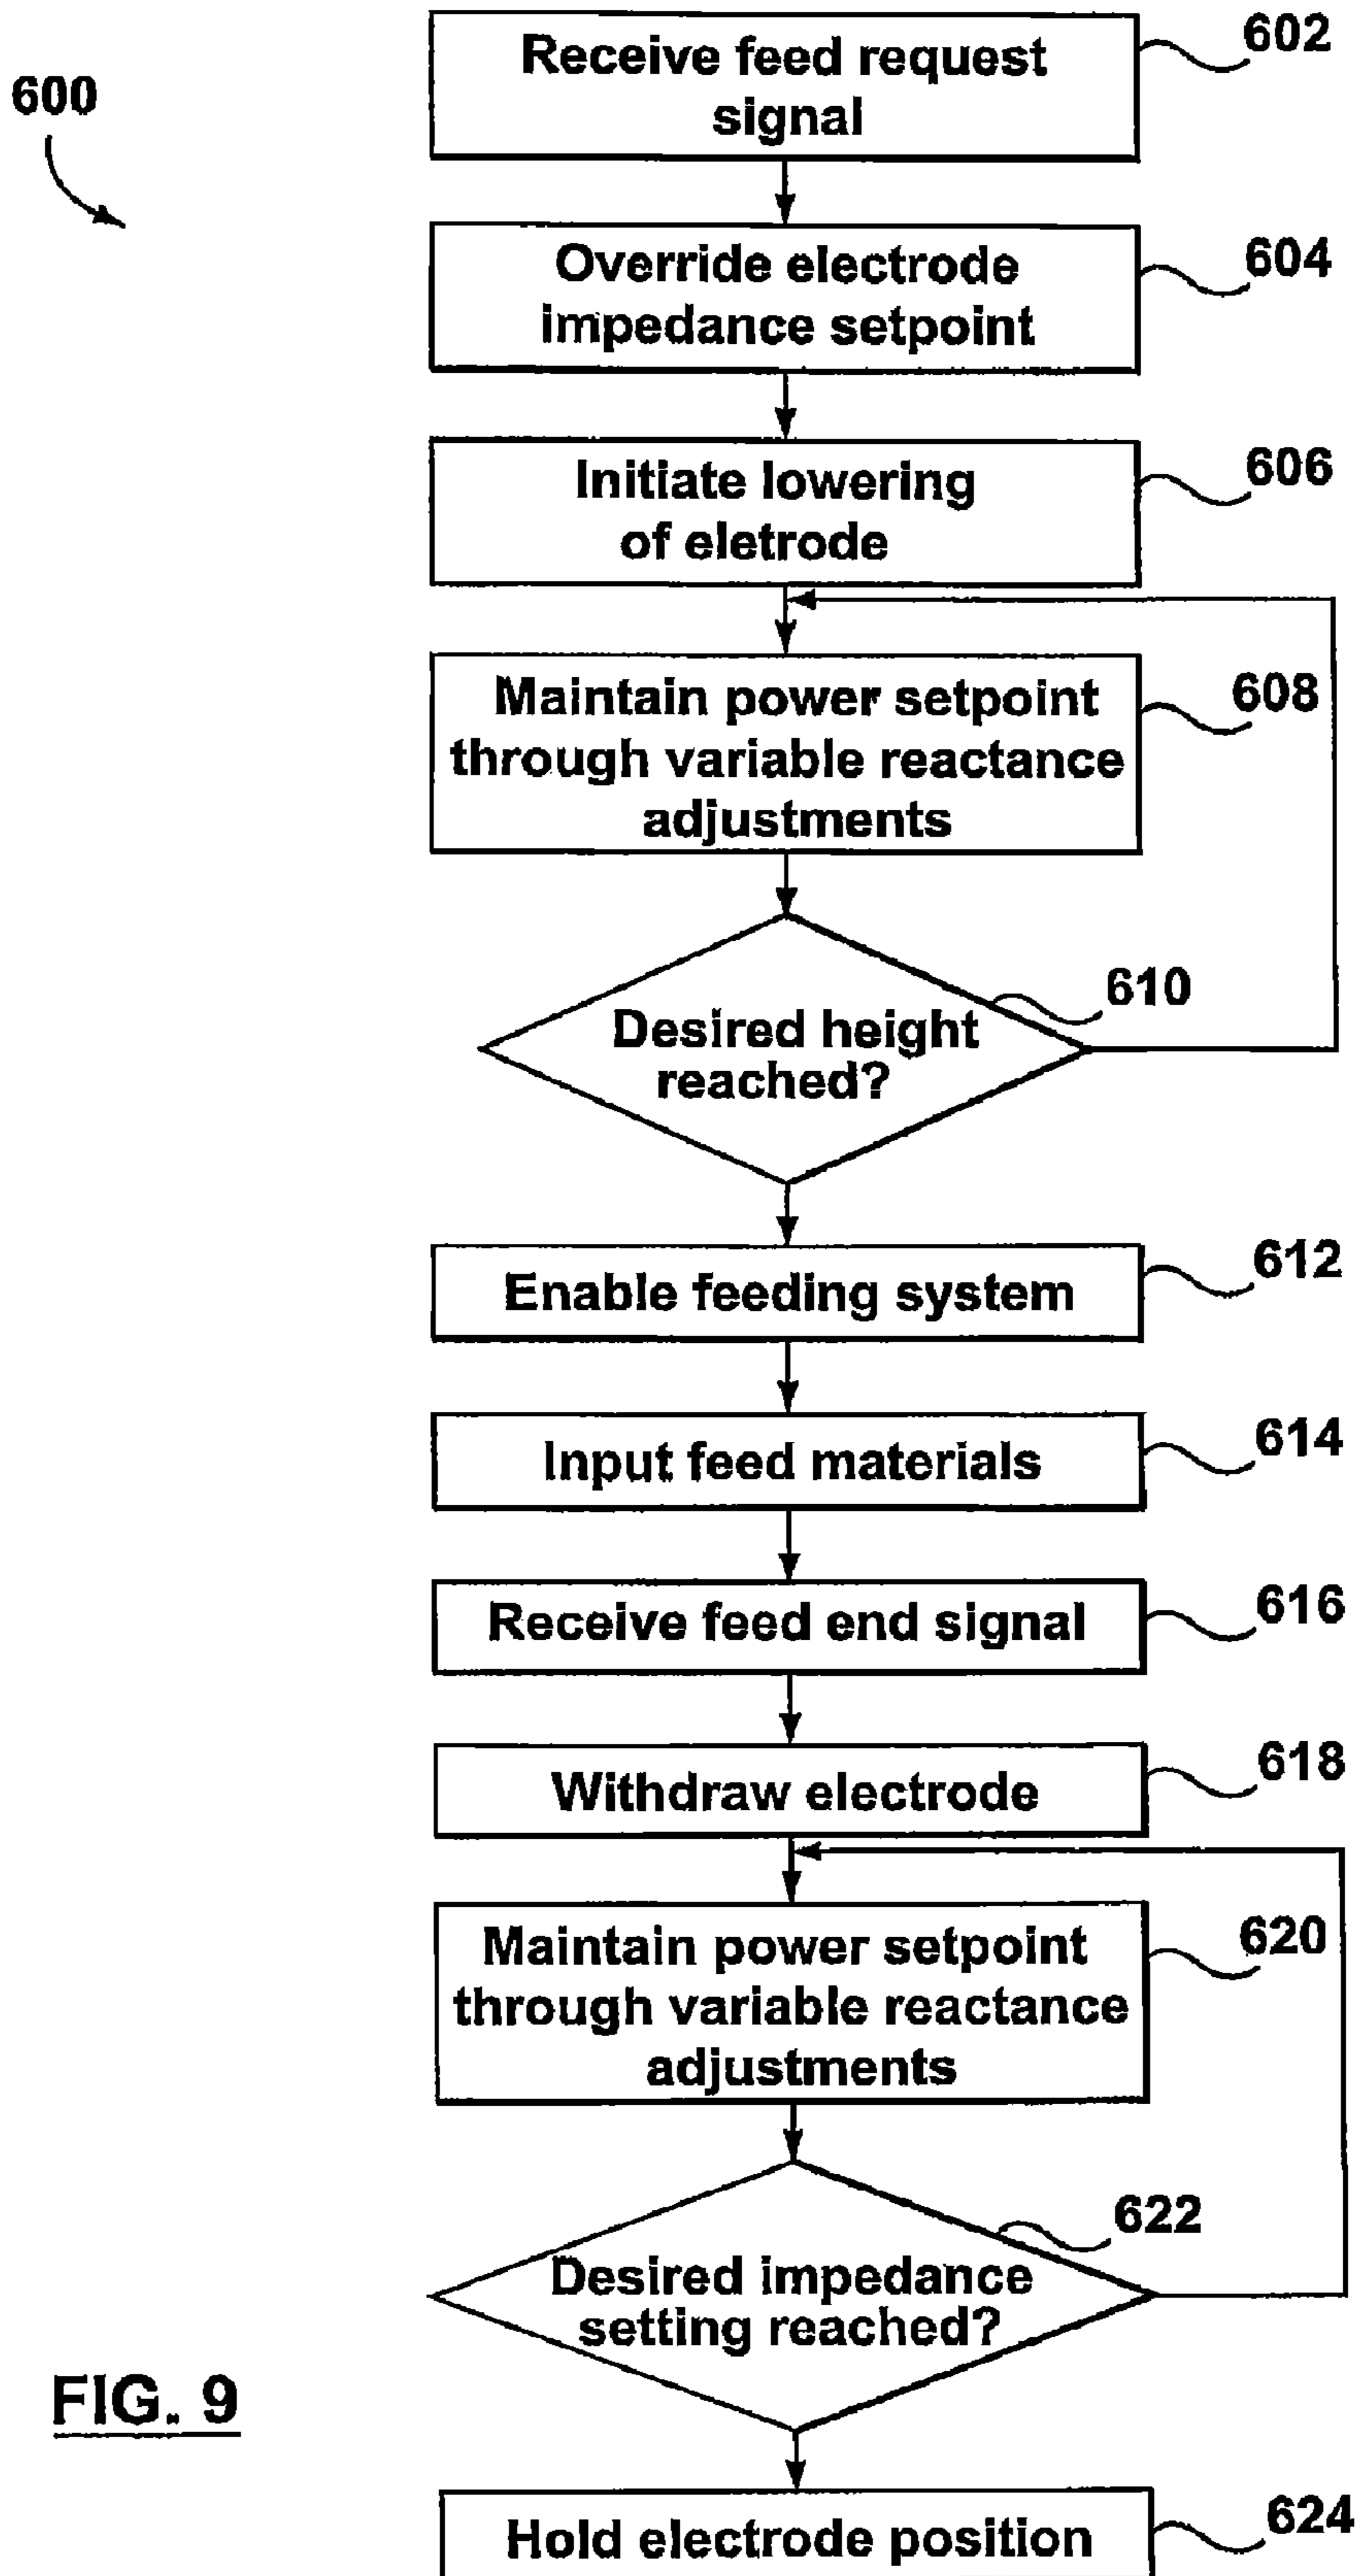 600
Receive feed request
signal
602
Override electrode
impedance setpoint
604
Initiate lowering
of eletrode
606
Maintain power setpoint
through variable reactance
adjustments
608
Desired height
reached?
610
Enable feeding system
612
Input feed materials
614
Receive feed end signal
616
Withdraw electrode
618
Maintain power setpoint
through variable reactance
adjustments
620
Desired impedance
setting reached?
622
Hold electrode position
624
FIG. 9